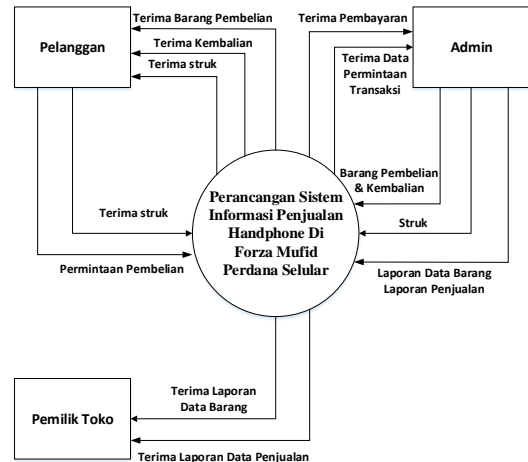 Terima Barang Pembelian
Terima Pembayaran
Pelanggan
Terima Kembalian
Terima struk
Admin
Terima Data
Permintaan
Transaksi
Barang Pembelian
& Kembalian
Perancangan Sistem
Informasi Penjualan
Handphone Di
Forza Mufid
Perdana Selular
Terima struk
Struk
Permintaan Pembelian
Laporan Data Barang
Laporan Penjualan
Terima Laporan
Data Barang
Pemilik Toko
Terima Laporan Data Penjualan